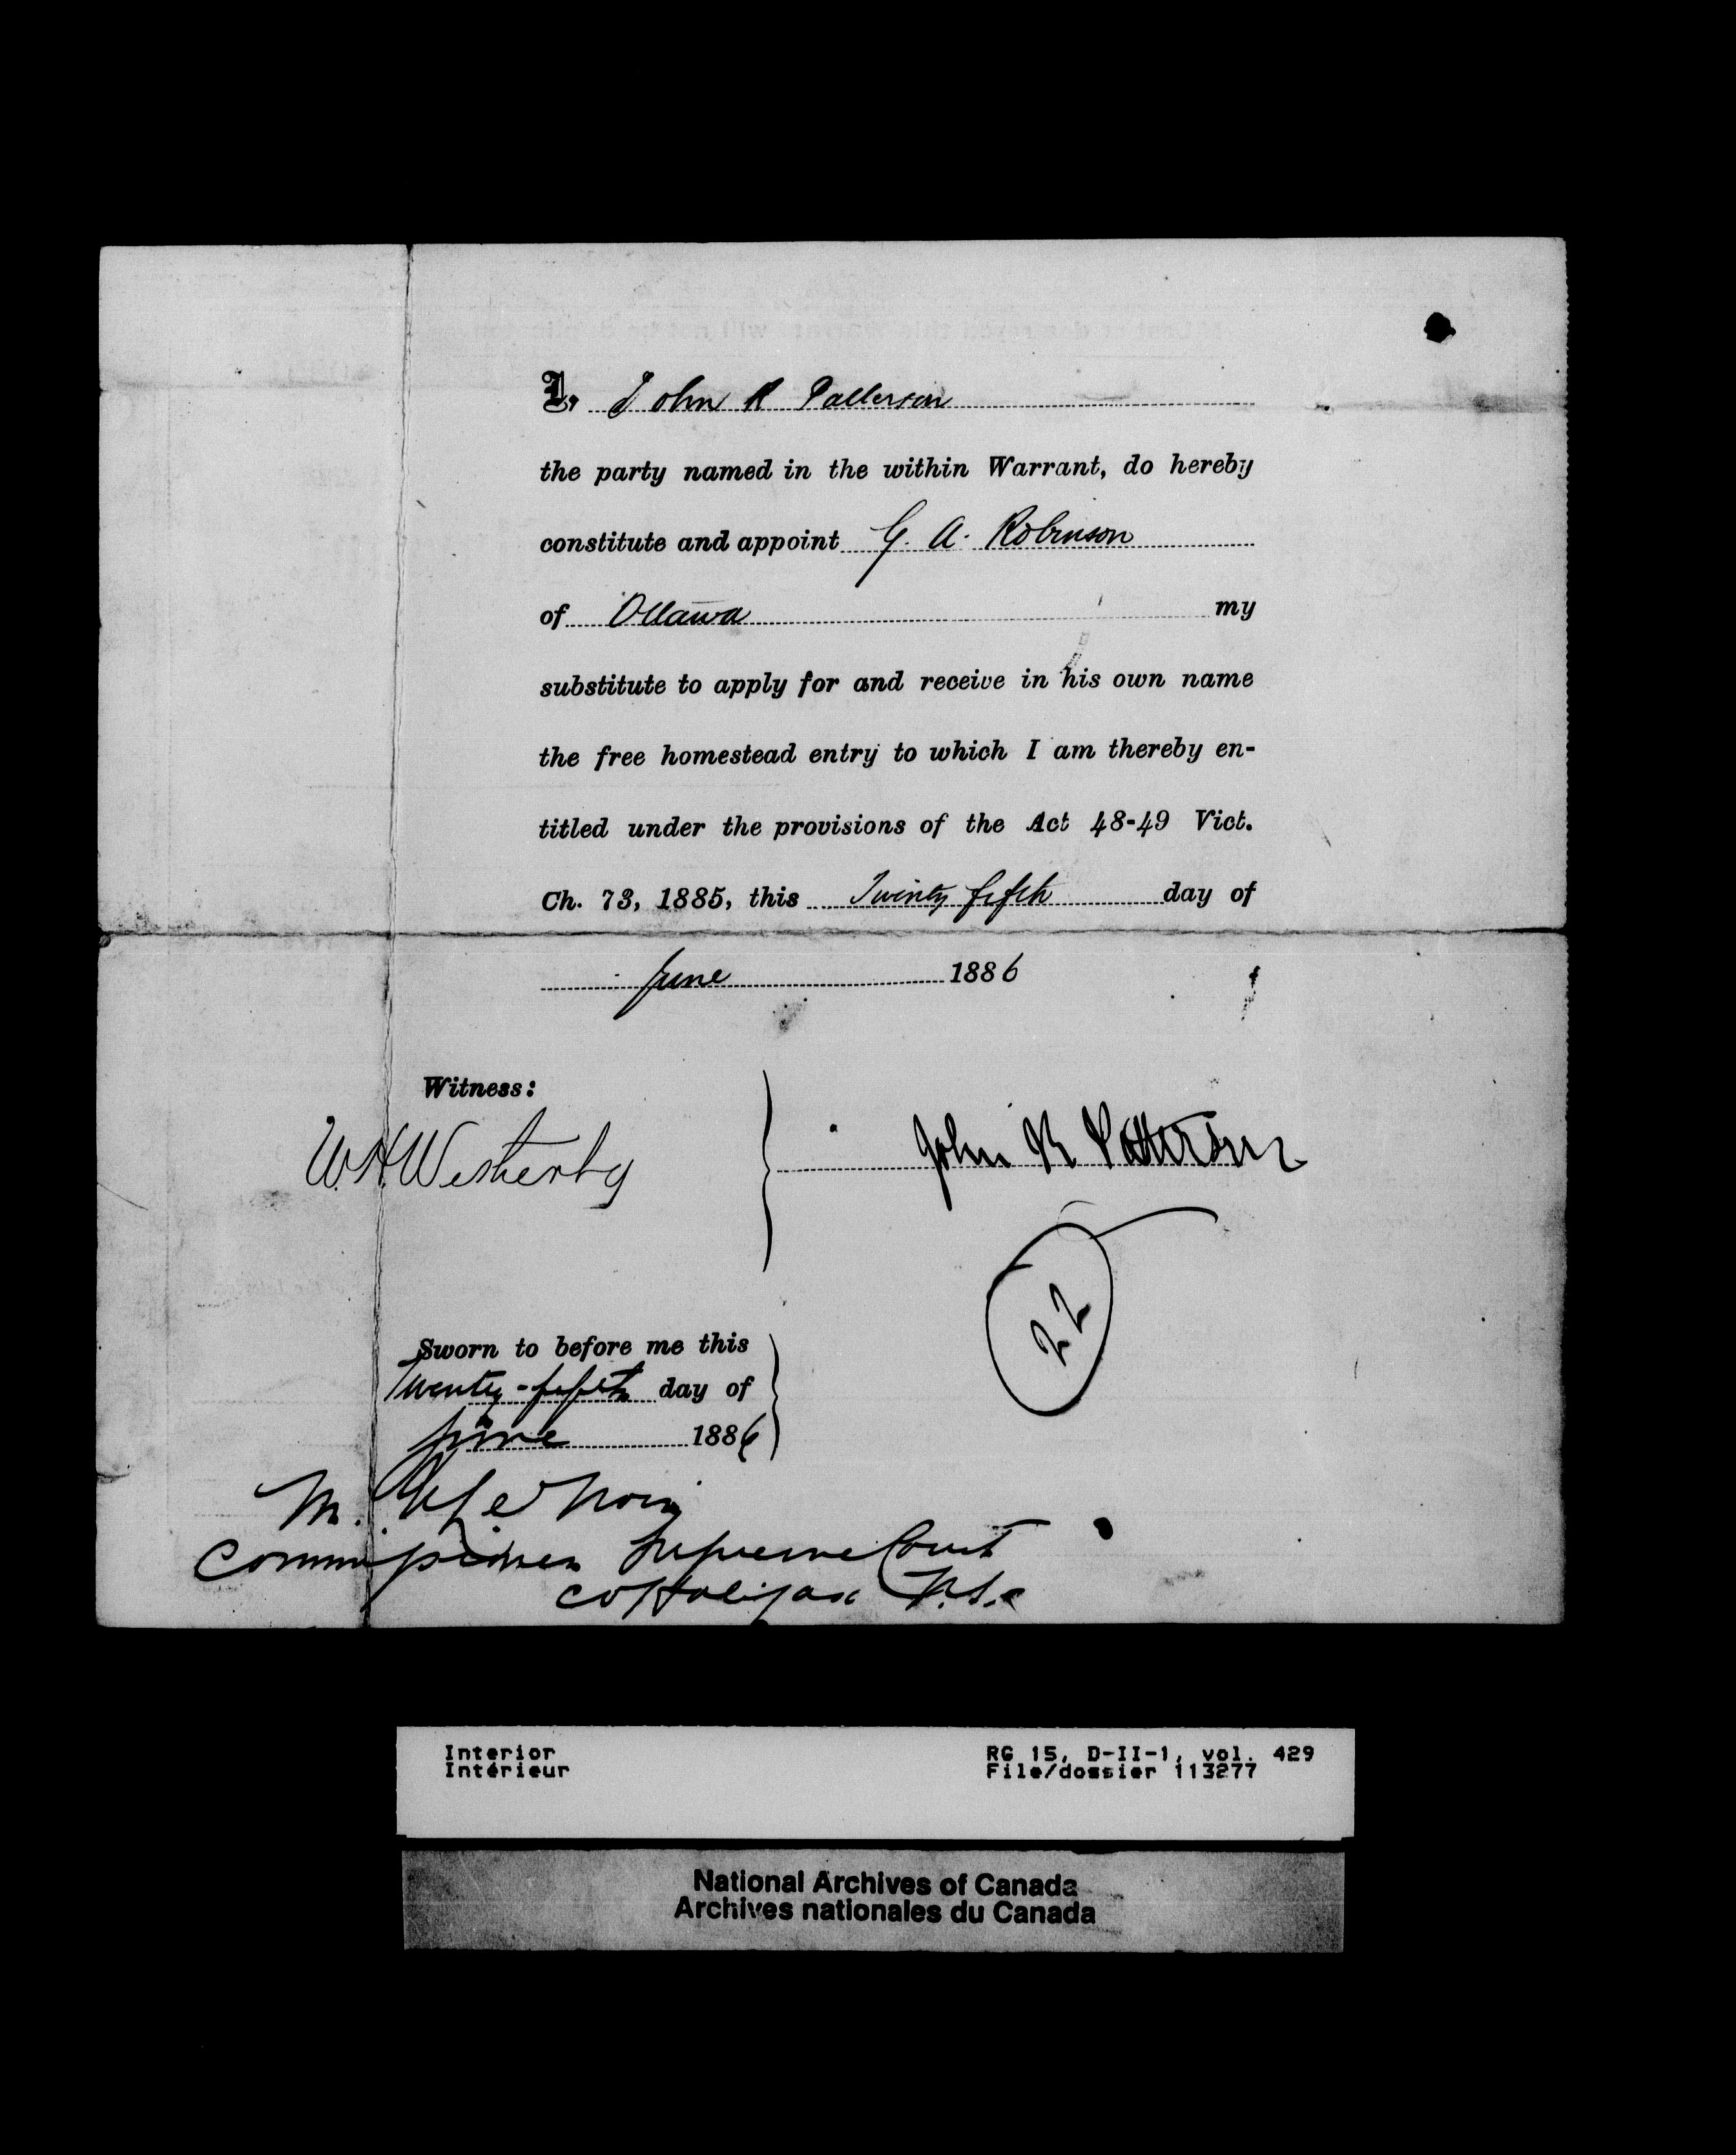 I, John R Patterson
the party named in the within Warrant, do hereby
constitute and appoint G. A. Robinson
of Ottawa my
substitute to apply for and receive in his own name
the free homestead entry to which I am thereby en-
titled under the provisions of the Act 48-49 Vict.
Ch. 73, 1885, this Twenty fifth day of
June 1886
Witness:
W. H. Wetherby
John R Patterson
22
Sworn to before me this
Twenty-fifth day of
June 1886
M.
Commissioner Supreme Court
Co Halifax N.S.
Interior
Intérieur
RG 15, D-II-1, vol. 429
File/dossier 113277
National Archives of Canada
Archives nationales du Canada